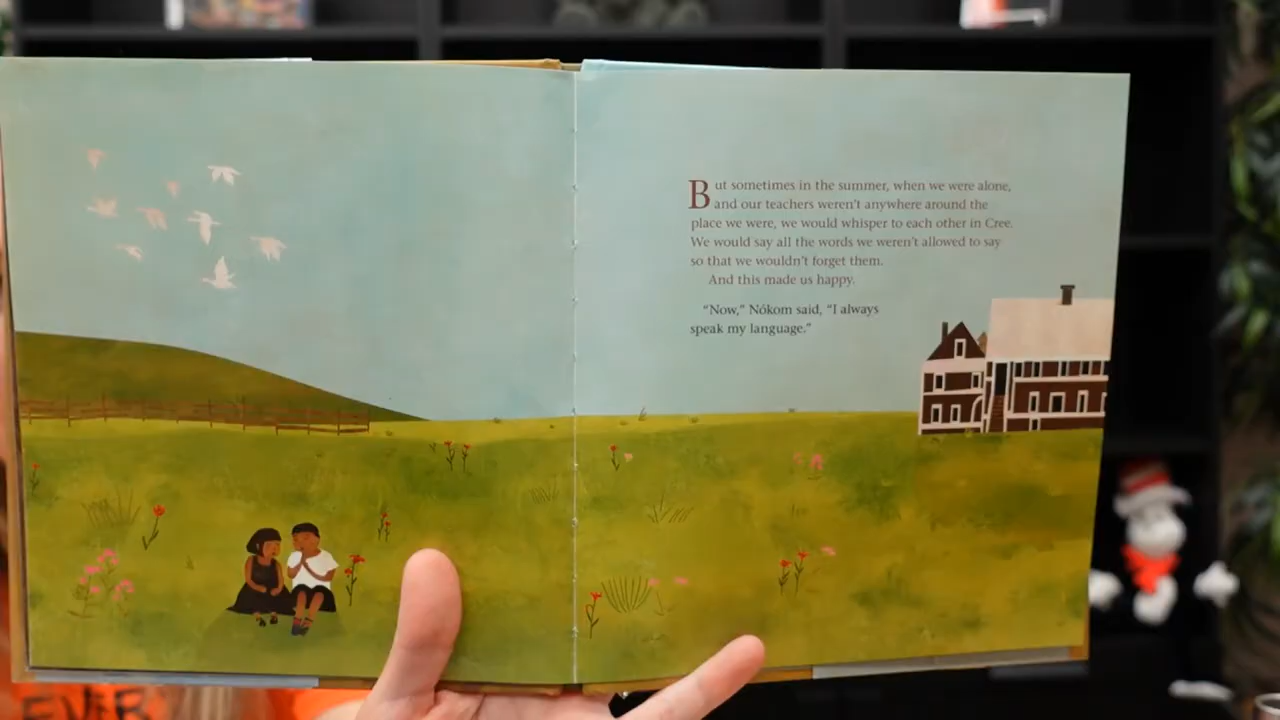 But sometimes in the summer, when we were alone,
and our teachers weren't anywhere around the
place we were, we would whisper to each other in Cree.
We would say all the words we weren't allowed to say
so that we wouldn't forget them.
And this made us happy.
“Now,” Nókom said, “I always
speak my language.”
EVER